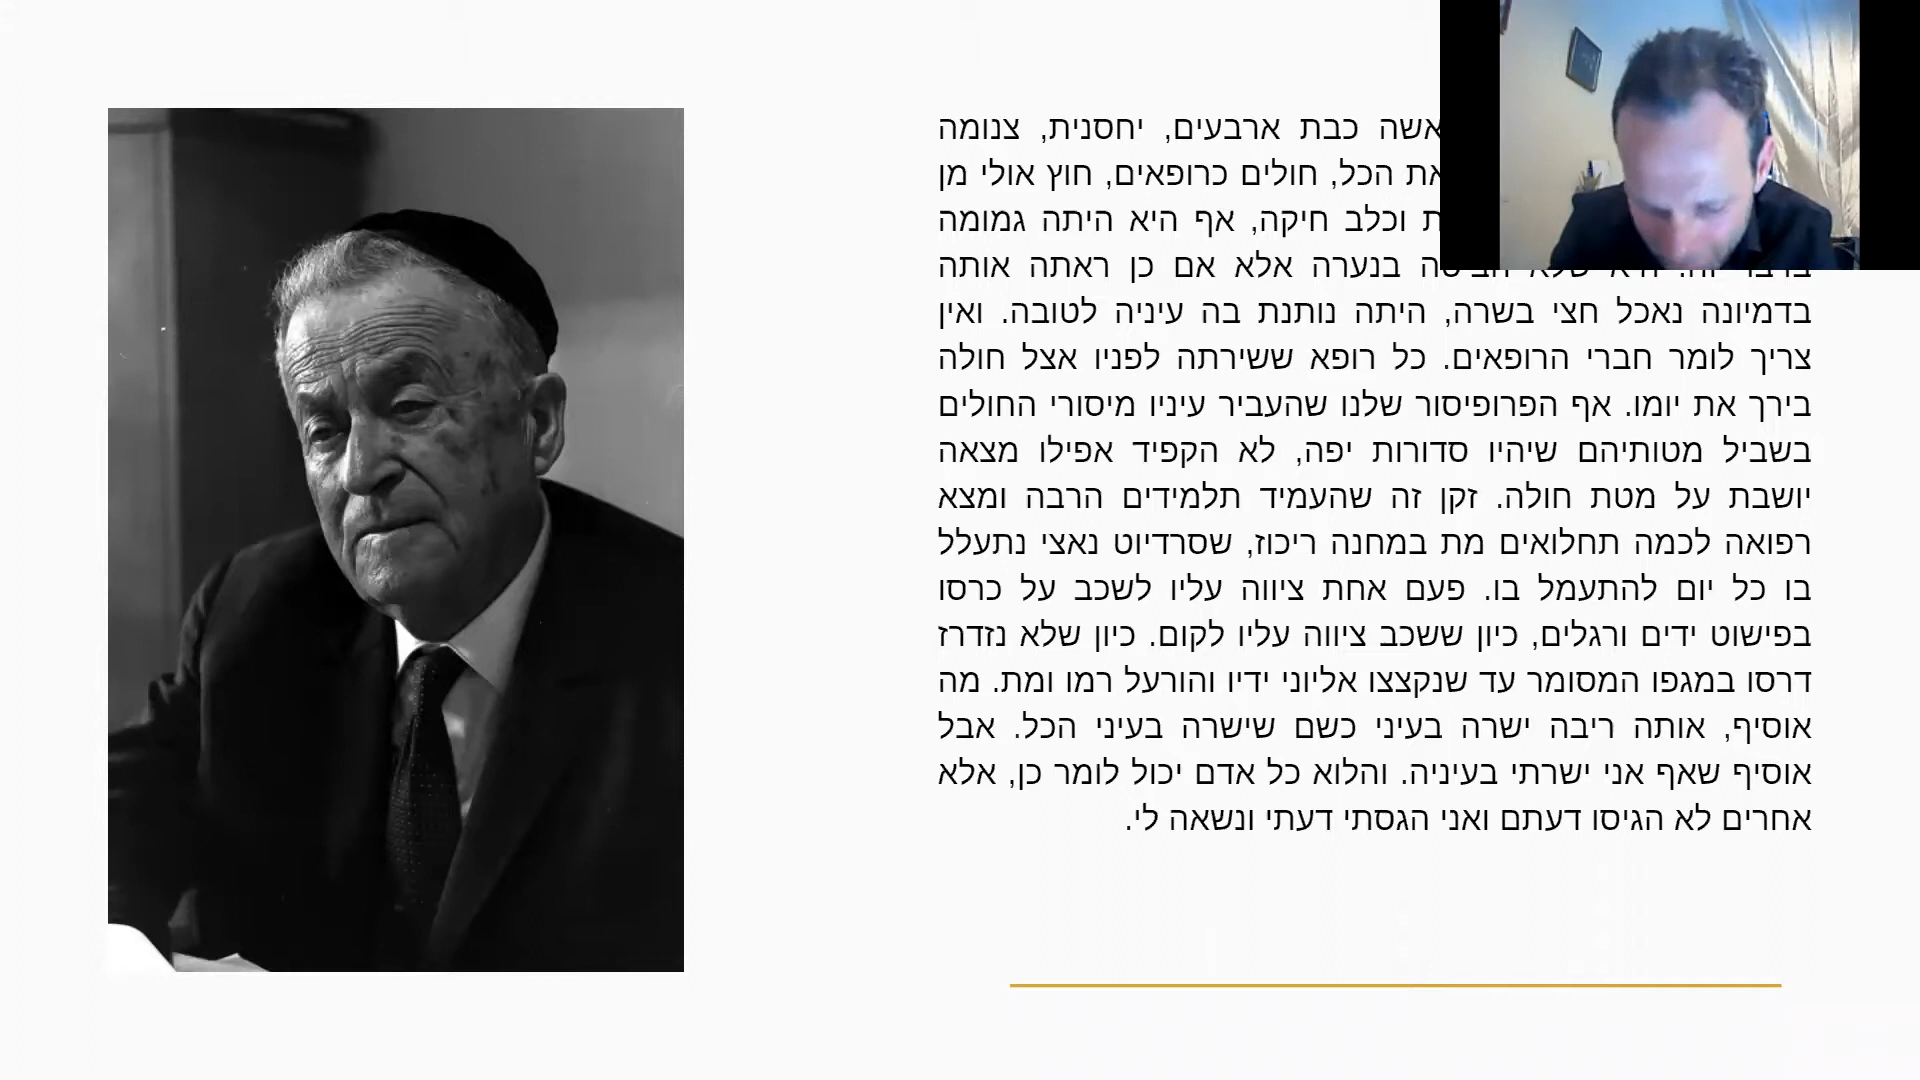 אשה כבת ארבעים, יחסנית, צנומה
את הכל, חולים כרופאים, חוץ אולי מן
וכלב חיקה, אף היא היתה גמומה
בנערה אלא אם כן ראתה אותה
בדמיונה נאכל חצי בשרה, היתה נותנת בה עיניה לטובה. ואין
צריך לומר חברי הרופאים. כל רופא ששירתה לפניו אצל חולה
בירך את יומו. אף הפרופיסור שלנו שהעביר עיניו מיסורי החולים
בשביל מטותיהם שיהיו סדורות יפה, לא הקפיד אפילו מצאה
יושבת על מטת חולה. זקן זה שהעמיד תלמידים הרבה ומצא
רפואה לכמה תחלואים מת במחנה ריכוז, שסרדיוט נאצי נתעלל
בו כל יום להתעמל בו. פעם אחת ציווה עליו לשכב על כרסו
בפישוט ידים ורגלים, כיון ששכב ציווה עליו לקום. כיון שלא נזדרז
דרסו במגפו המסומר עד שנקצצו אליוני ידיו והורעל רמו ומת. מה
אוסיף, אותה ריבה ישרה בעיני כשם שישרה בעיני הכל. אבל
אוסיף שאף אני ישרתי בעיניה. והלוא כל אדם יכול לומר כן, אלא
אחרים לא הגיסו דעתם ואני הגסתי דעתי ונשאה לי.